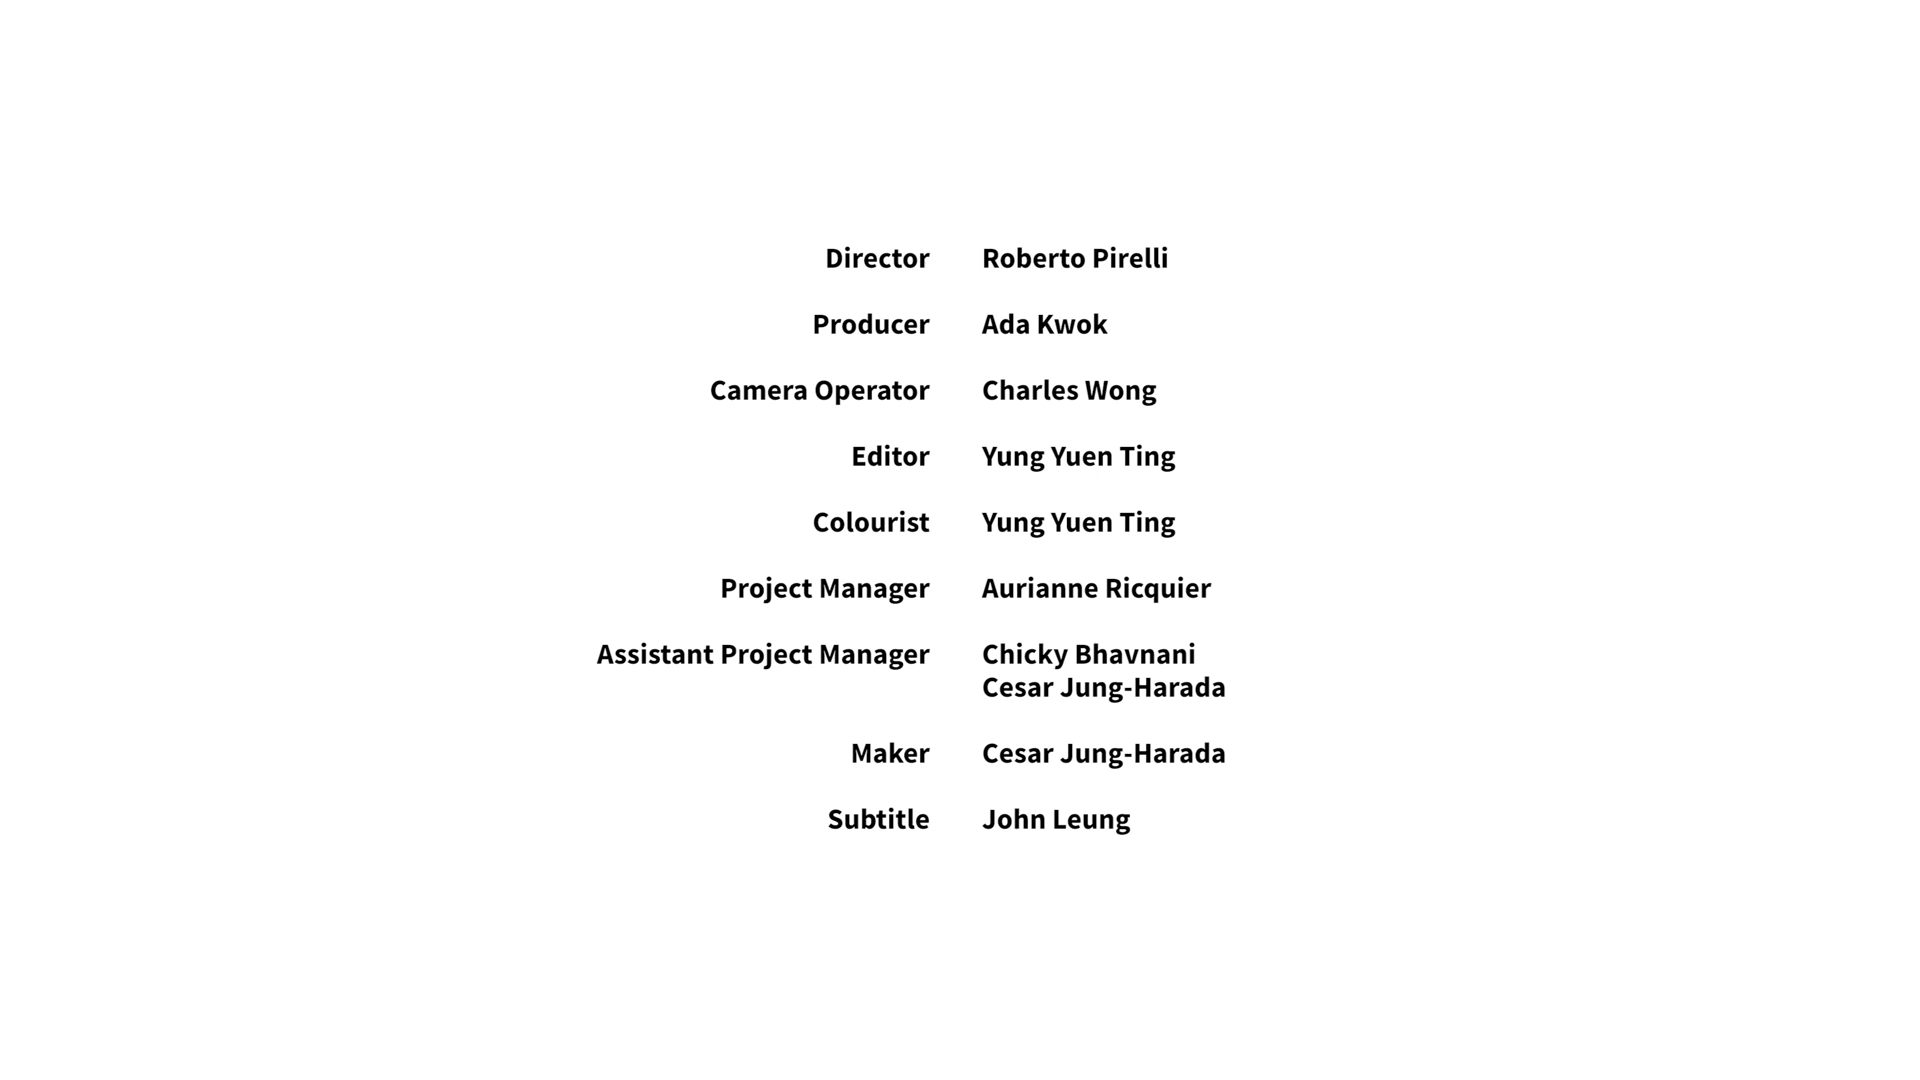 Director Roberto Pirelli
Producer Ada Kwok
Camera Operator Charles Wong
Editor Yung Yuen Ting
Colourist Yung Yuen Ting
Project Manager Aurianne Ricquier
Assistant Project Manager Chicky Bhavnani
Cesar Jung-Harada
Maker Cesar Jung-Harada
Subtitle John Leung